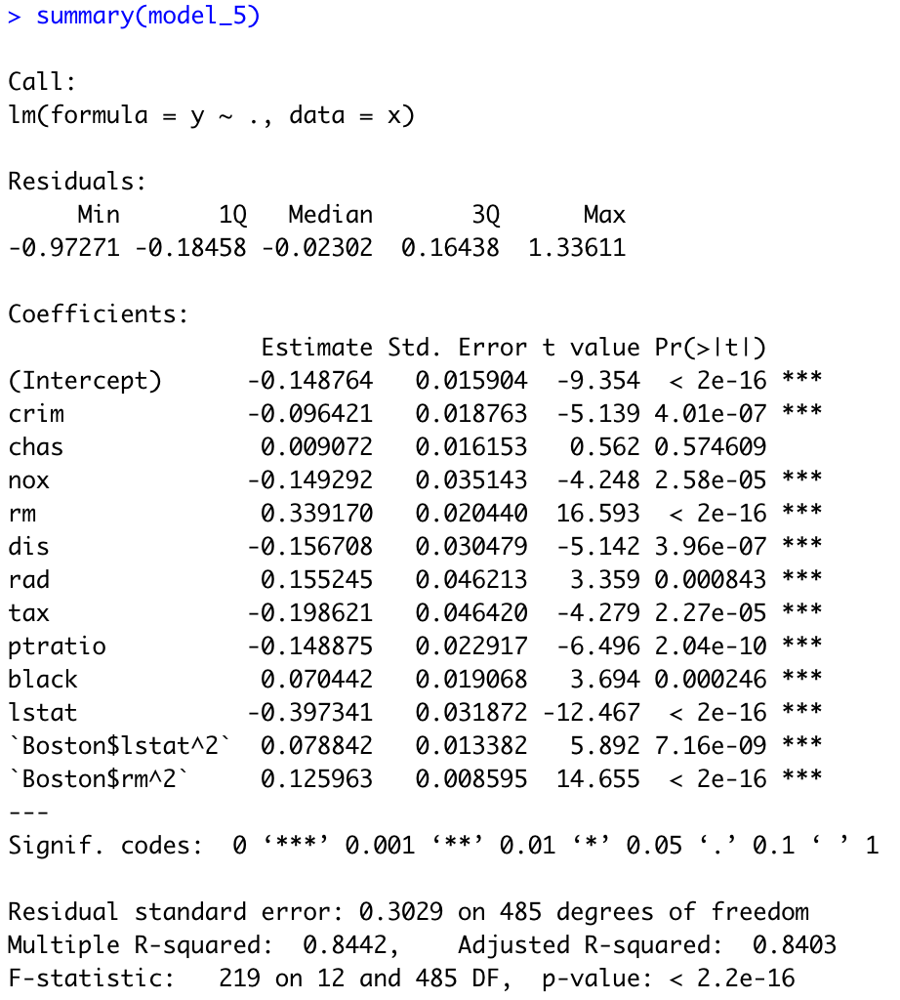 > summary(model_5)

Call:
lm(formula = y ~ ., data = x)

Residuals:
     Min       1Q   Median       3Q      Max
-0.97271 -0.18458 -0.02302  0.16438  1.33611

Coefficients:
                 Estimate Std. Error t value Pr(>|t|)
(Intercept)     -0.148764   0.015904  -9.354  < 2e-16 ***
crim            -0.096421   0.018763  -5.139 4.01e-07 ***
chas             0.009072   0.016153   0.562 0.574609
nox             -0.149292   0.035143  -4.248 2.58e-05 ***
rm               0.339170   0.020440  16.593  < 2e-16 ***
dis             -0.156708   0.030479  -5.142 3.96e-07 ***
rad              0.155245   0.046213   3.359 0.000843 ***
tax             -0.198621   0.046420  -4.279 2.27e-05 ***
ptratio         -0.148875   0.022917  -6.496 2.04e-10 ***
black            0.070442   0.019068   3.694 0.000246 ***
lstat           -0.397341   0.031872 -12.467  < 2e-16 ***
`Boston$lstat^2`  0.078842   0.013382   5.892 7.16e-09 ***
`Boston$rm^2`    0.125963   0.008595  14.655  < 2e-16 ***
---
Signif. codes:  0 ‘***’ 0.001 ‘**’ 0.01 ‘*’ 0.05 ‘.’ 0.1 ‘ ’ 1

Residual standard error: 0.3029 on 485 degrees of freedom
Multiple R-squared:  0.8442,	Adjusted R-squared:  0.8403
F-statistic:   219 on 12 and 485 DF,  p-value: < 2.2e-16